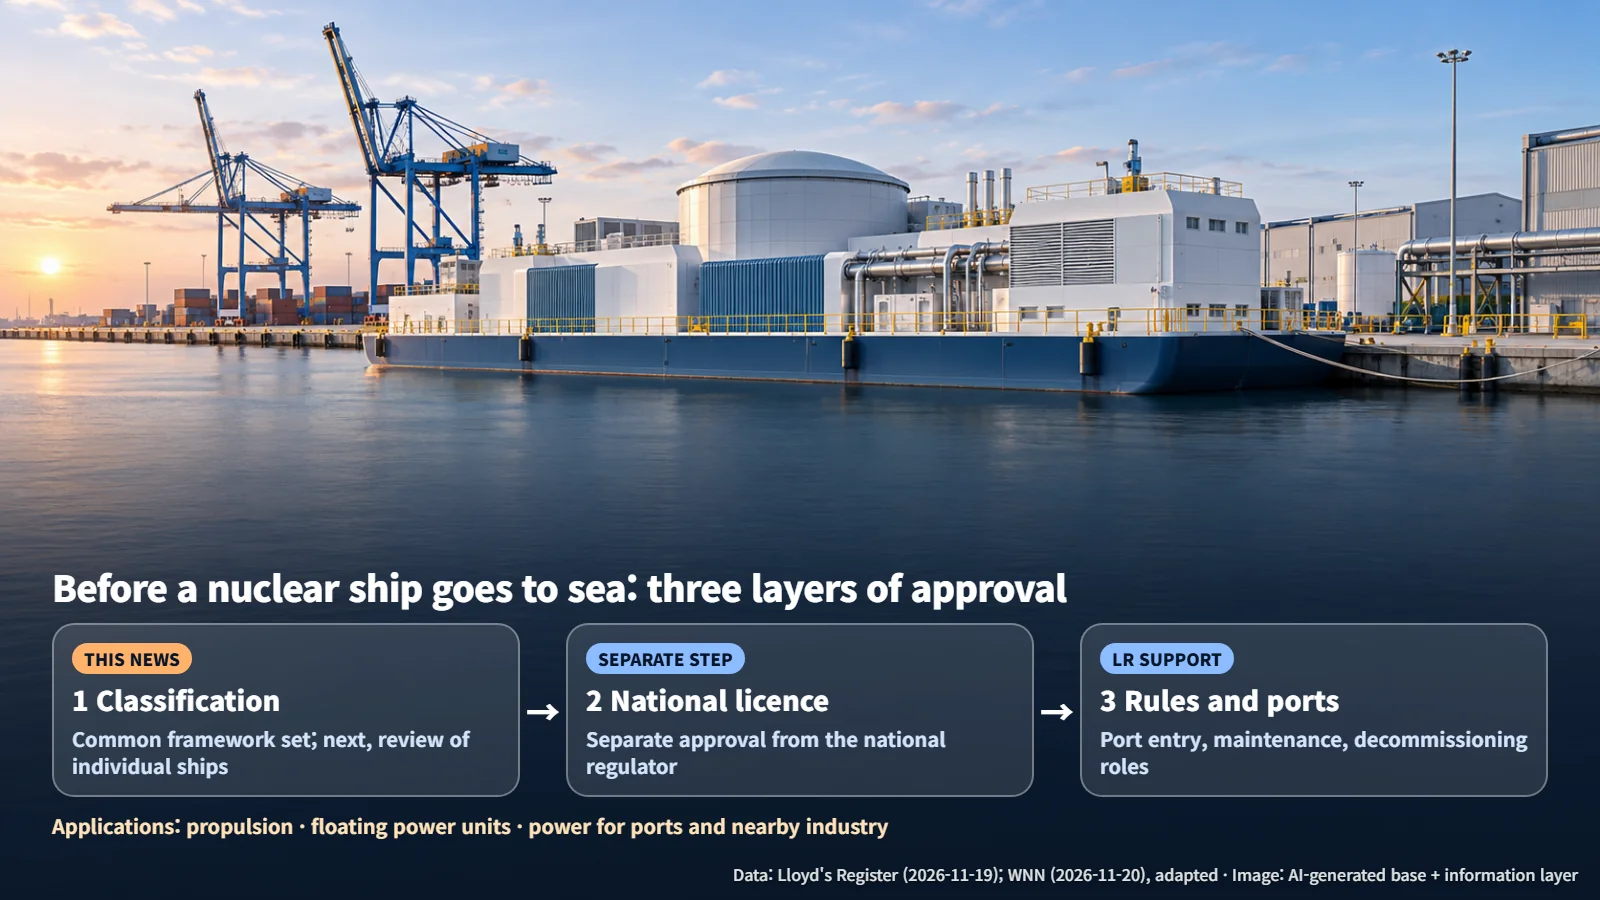 Before a nuclear ship goes to sea: three layers of approval
THIS NEWS
1 Classification
Common framework set; next, review of
individual ships
→
SEPARATE STEP
2 National licence
Separate approval from the national
regulator
→
LR SUPPORT
3 Rules and ports
Port entry, maintenance, decommissioning
roles
Applications: propulsion · floating power units · power for ports and nearby industry
Data: Lloyd's Register (2026-11-19); WNN (2026-11-20), adapted · Image: AI-generated base + information layer